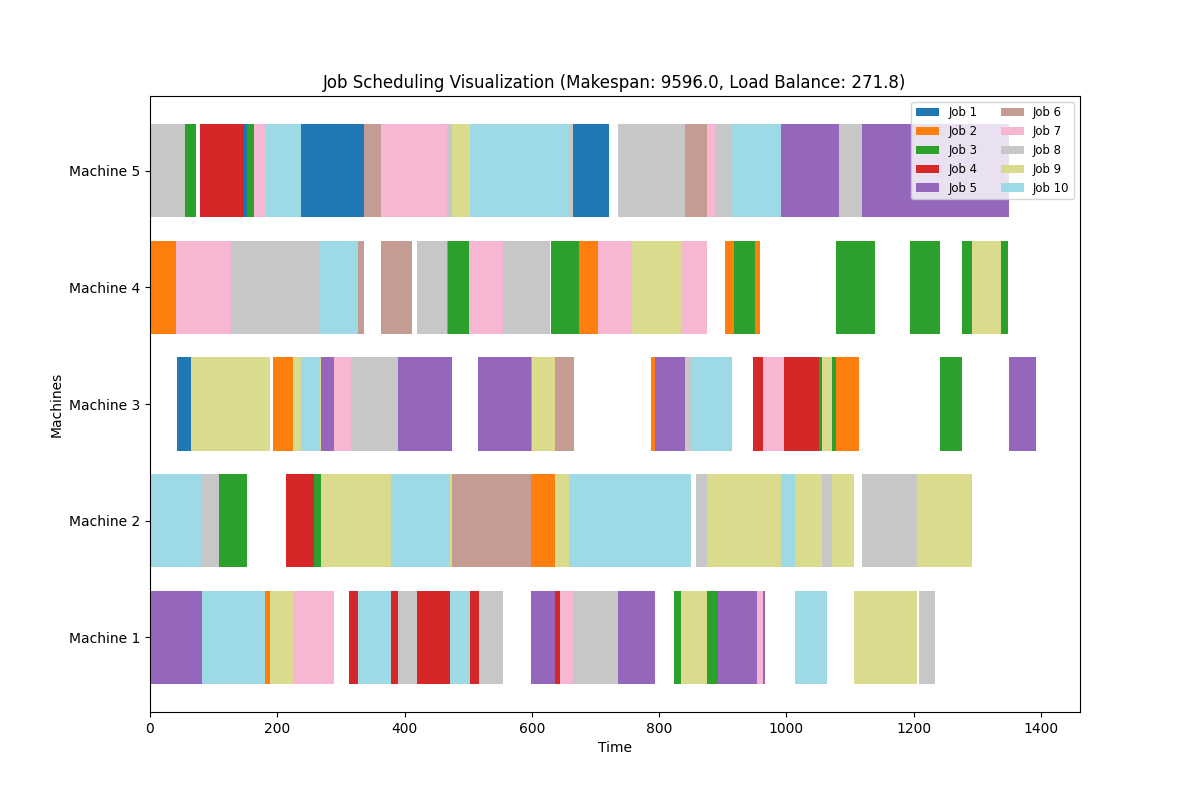 Job Scheduling Visualization (Makespan: 9596.0, Load Balance: 271.8)
Job 1
Job 2
Job 3
Job 4
Job 5
Job 6
Job 7
Job 8
Job 9
Job 10
Machine 5
Machine 4
Machine 3
Machine 2
Machine 1
Machines
0 200 400 600 800 1000 1200 1400
Time